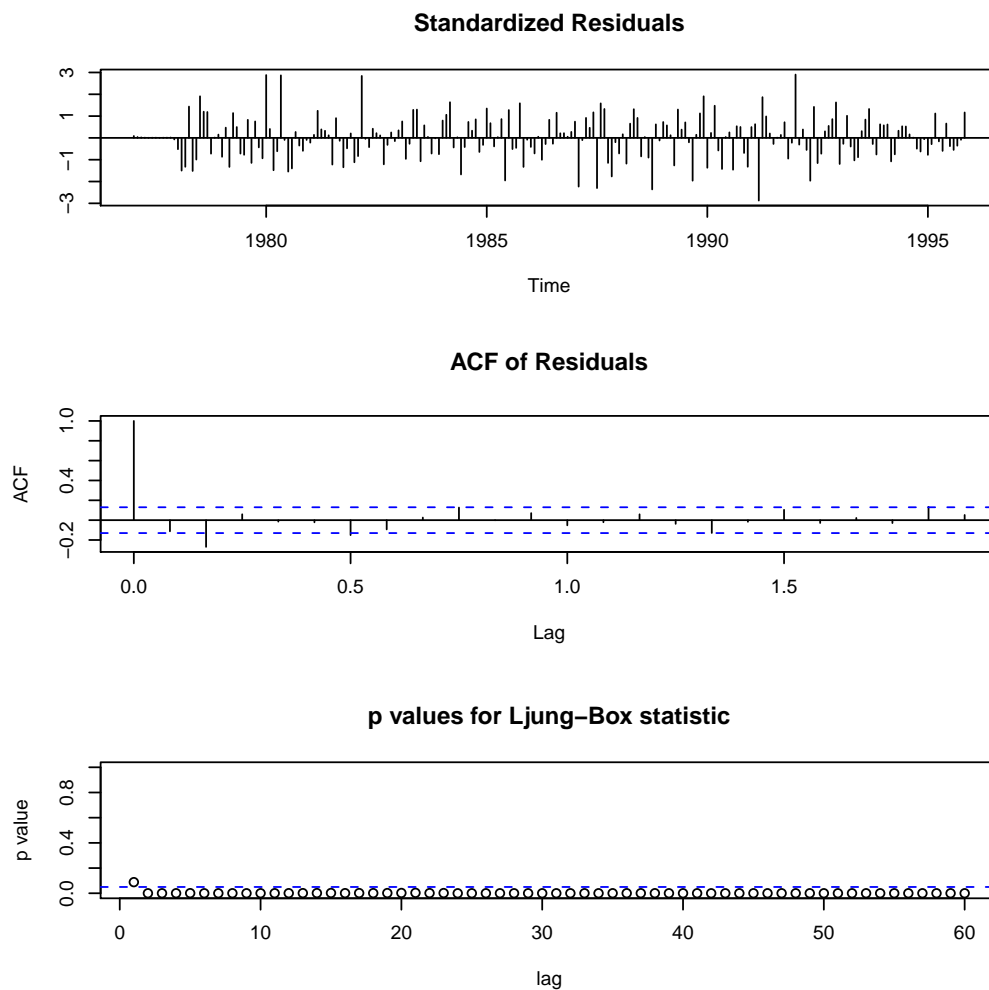 Standardized Residuals
3
1
−1
−3
1980 1985 1990 1995
Time
ACF of Residuals
1.0
0.4
−0.2
ACF
0.0 0.5 1.0 1.5
Lag
p values for Ljung−Box statistic
0.8
0.4
0.0
p value
0 10 20 30 40 50 60
lag